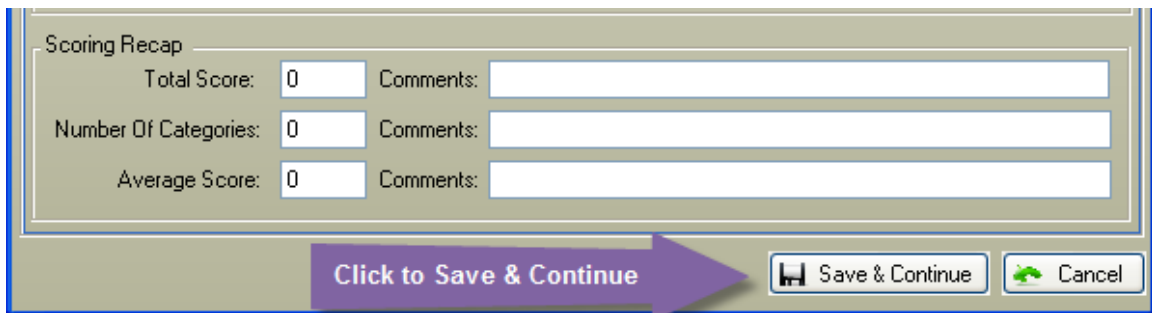 Scoring Recap
Total Score: 0 Comments:
Number Of Categories: 0 Comments:
Average Score: 0 Comments:
Click to Save & Continue Save & Continue Cancel